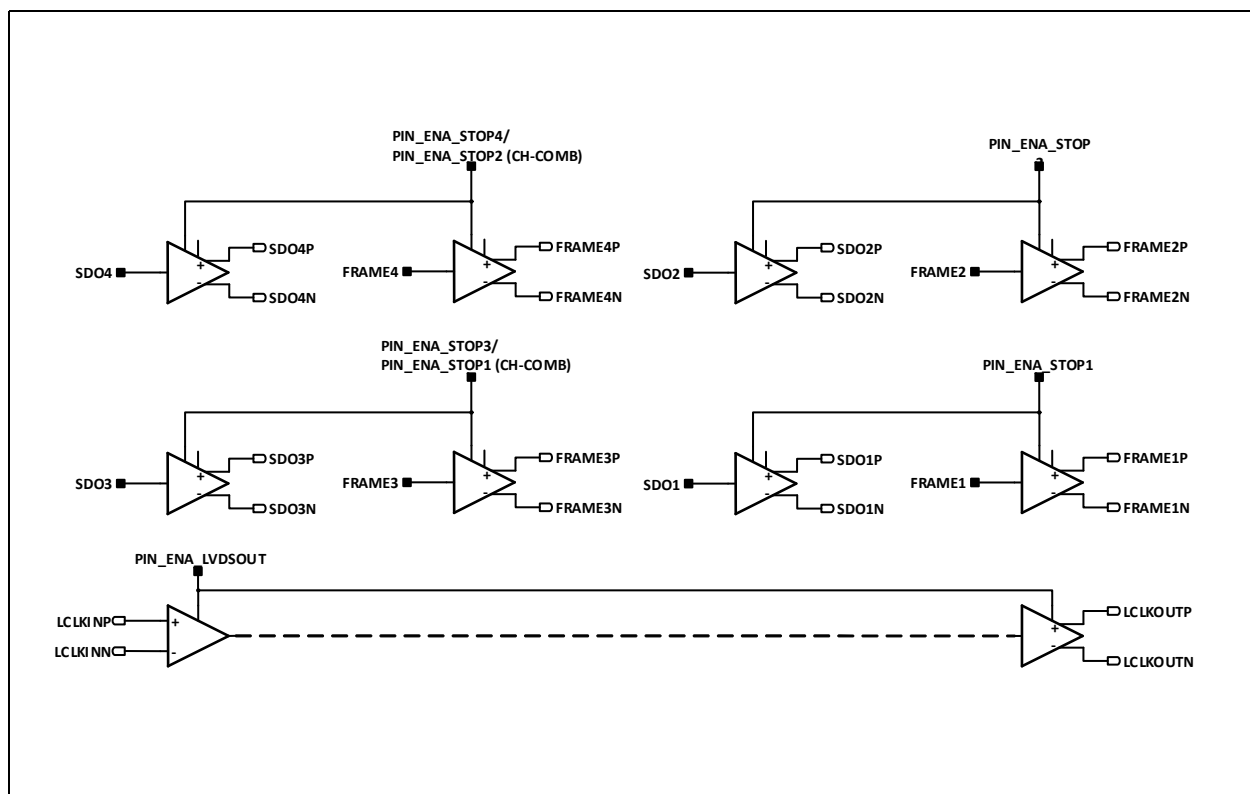 PIN_ENA_STOP4/
PIN_ENA_STOP2 (CH-COMB)
PIN_ENA_STOP
SDO4
+
-
SDO4P
SDO4N
FRAME4
+
-
FRAME4P
FRAME4N
SDO2
+
-
SDO2P
SDO2N
FRAME2
+
-
FRAME2P
FRAME2N
PIN_ENA_STOP3/
PIN_ENA_STOP1 (CH-COMB)
PIN_ENA_STOP1
SDO3
+
-
SDO3P
SDO3N
FRAME3
+
-
FRAME3P
FRAME3N
SDO1
+
-
SDO1P
SDO1N
FRAME1
+
-
FRAME1P
FRAME1N
PIN_ENA_LVDSOUT
LCLKINP
LCLKINN
+
-
+
-
LCLKOUTP
LCLKOUTN